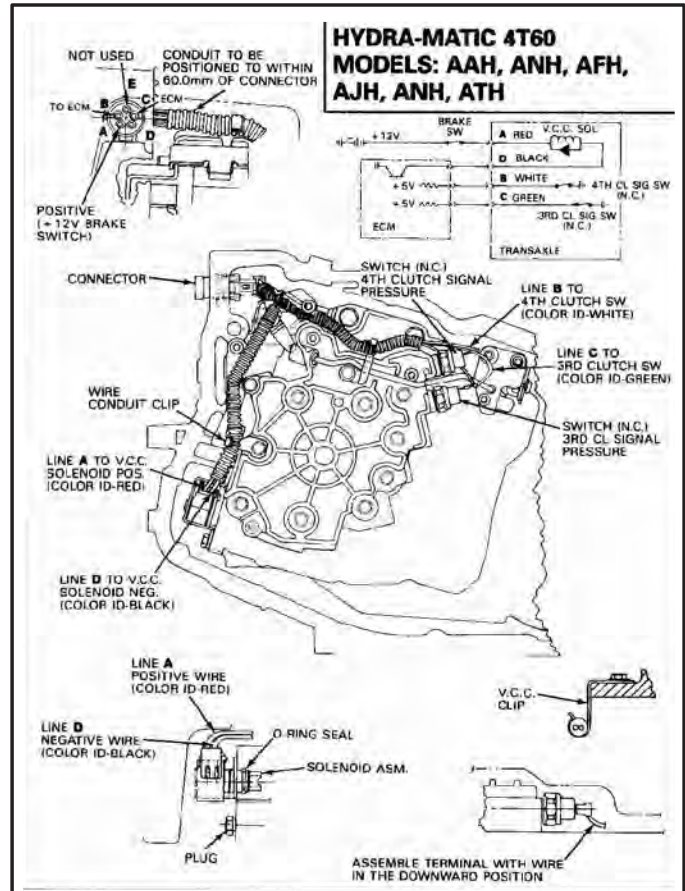 HYDRA-MATIC 4T60
MODELS: AAH, ANH, AFH,
AJH, ANH, ATH
NOT USED
CONDUIT TO BE
POSITIONED TO WITHIN
60.0mm OF CONNECTOR
E
TO ECM
B
C
ECM
A
D
POSITIVE
(+12V BRAKE
SWITCH)
+12V
BRAKE
SW
A RED
V.C.C. SOL
D BLACK
B WHITE
+5V
4TH CL SIG SW
(N.C.)
C GREEN
+5V
ECM
3RD CL SIG SW
(N.C.)
TRANSAXLE
CONNECTOR
SWITCH (N.C.)
4TH CLUTCH SIGNAL
PRESSURE
LINE B TO
4TH CLUTCH SW
(COLOR ID-WHITE)
LINE C TO
3RD CLUTCH SW
(COLOR ID-GREEN)
WIRE
CONDUIT CLIP
SWITCH (N.C.)
3RD CL SIGNAL
PRESSURE
LINE A TO V.C.C.
SOLENOID POS.
(COLOR ID-RED)
LINE D TO V.C.C.
SOLENOID NEG.
(COLOR ID-BLACK)
LINE A
POSITIVE WIRE
(COLOR ID-RED)
LINE D
NEGATIVE WIRE
(COLOR ID-BLACK)
O-RING SEAL
SOLENOID ASM.
PLUG
V.C.C.
CLIP
ASSEMBLE TERMINAL WITH WIRE
IN THE DOWNWARD POSITION